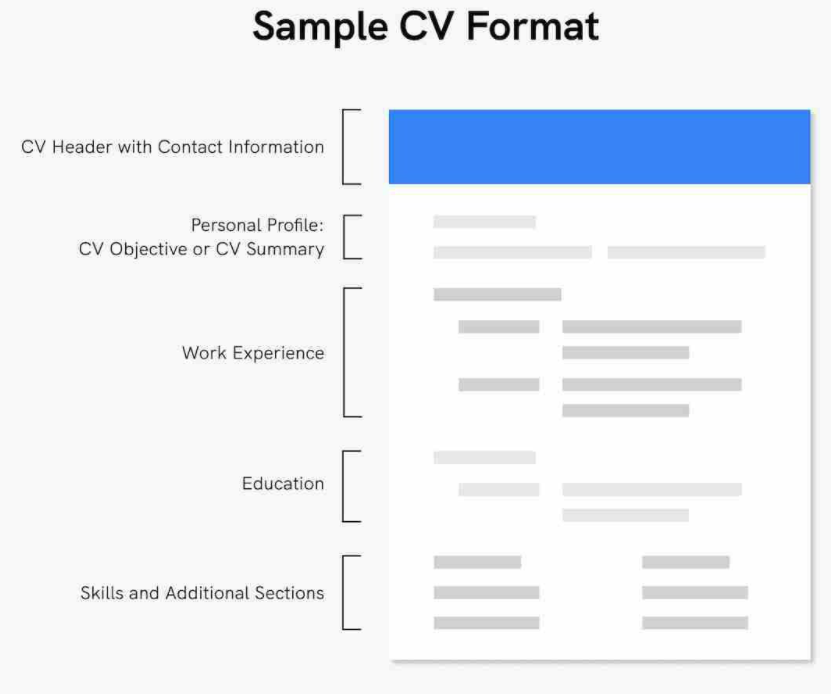 Sample CV Format
CV Header with Contact Information
Personal Profile:
CV Objective or CV Summary
Work Experience
Education
Skills and Additional Sections